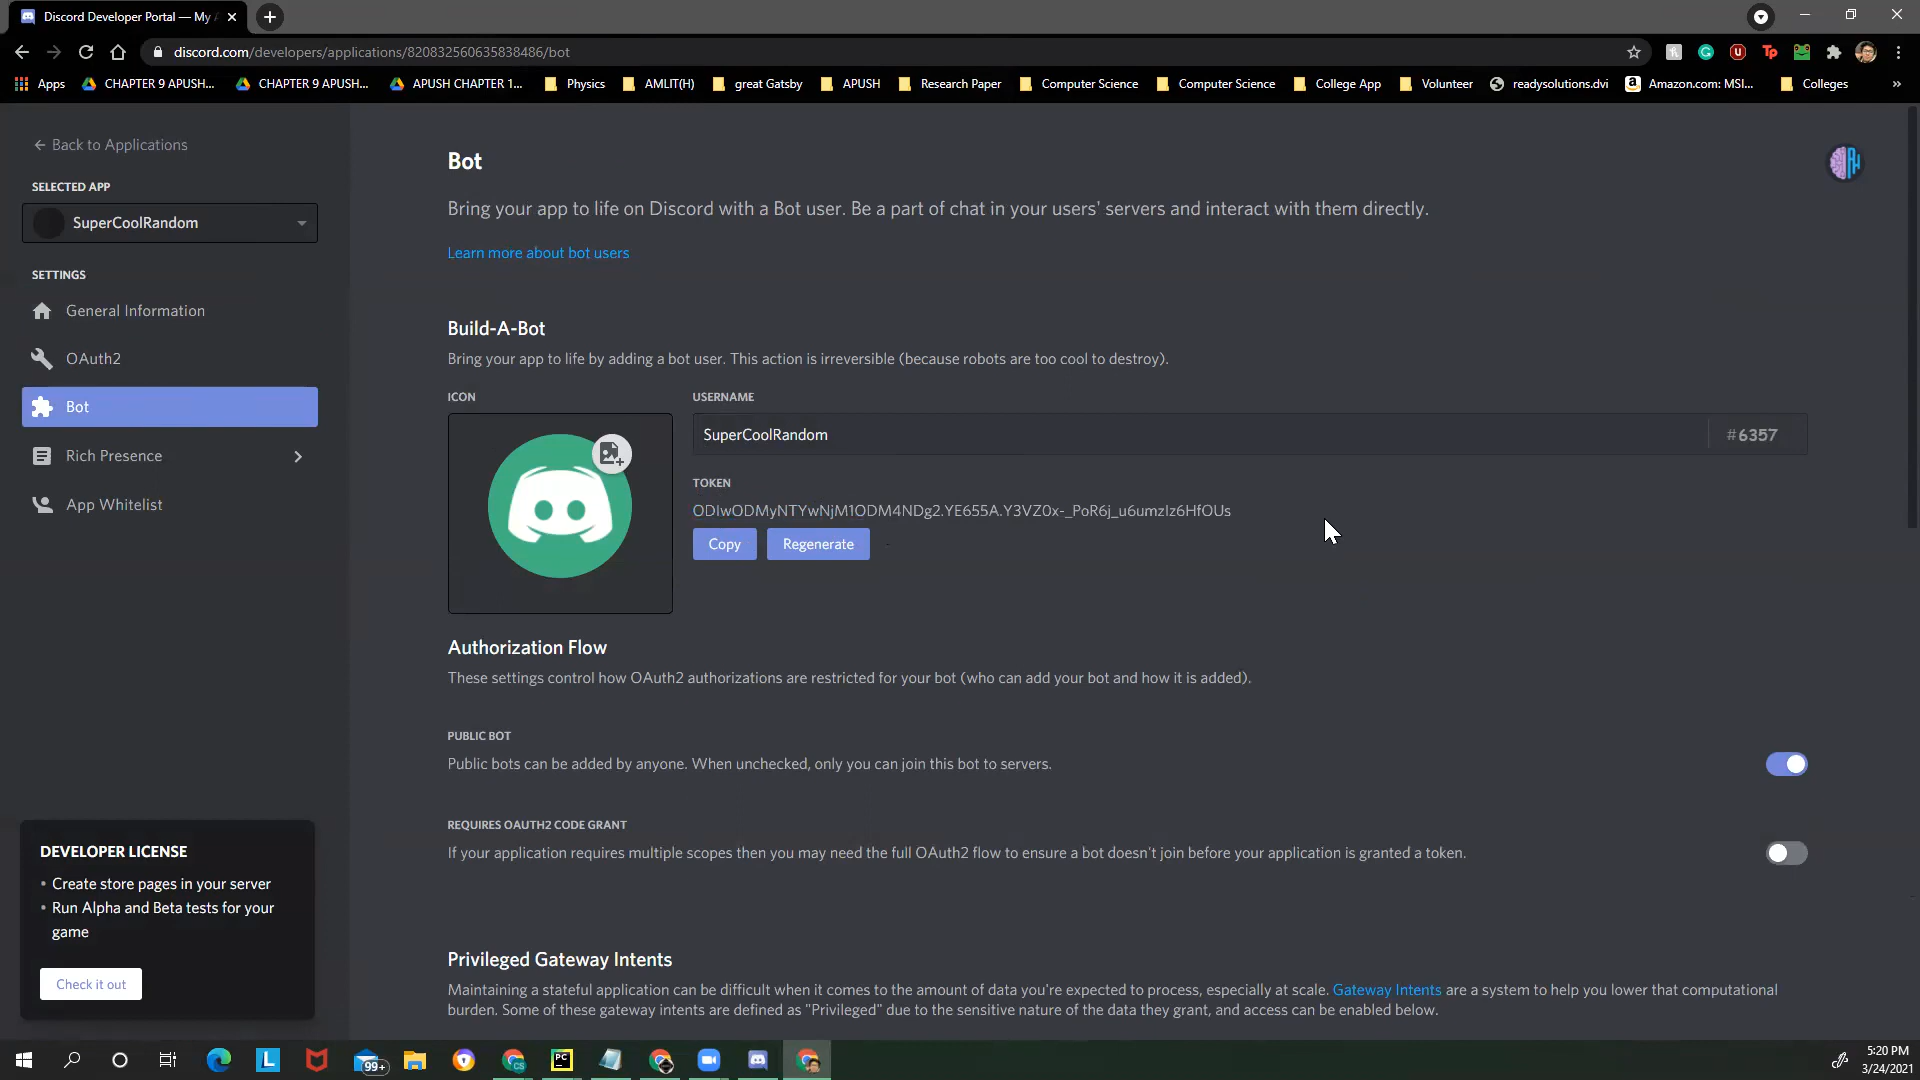 Discord Developer Portal — My A
discord.com/developers/applications/820832560635838486/bot
Apps
CHAPTER 9 APUSH...
CHAPTER 9 APUSH...
APUSH CHAPTER 1...
Physics
AMLIT(H)
great Gatsby
APUSH
Research Paper
Computer Science
Computer Science
College App
Volunteer
readysolutions.dvi
Amazon.com: MSI...
Colleges
»
← Back to Applications
SELECTED APP
SuperCoolRandom
SETTINGS
General Information
OAuth2
Bot
Rich Presence
App Whitelist
DEVELOPER LICENSE
• Create store pages in your server
• Run Alpha and Beta tests for your
game
Check it out
Bot
Bring your app to life on Discord with a Bot user. Be a part of chat in your users' servers and interact with them directly.
Learn more about bot users
Build-A-Bot
Bring your app to life by adding a bot user. This action is irreversible (because robots are too cool to destroy).
ICON
USERNAME
SuperCoolRandom
#6357
TOKEN
Copy
Regenerate
Authorization Flow
These settings control how OAuth2 authorizations are restricted for your bot (who can add your bot and how it is added).
PUBLIC BOT
Public bots can be added by anyone. When unchecked, only you can join this bot to servers.
REQUIRES OAUTH2 CODE GRANT
If your application requires multiple scopes then you may need the full OAuth2 flow to ensure a bot doesn't join before your application is granted a token.
Privileged Gateway Intents
Maintaining a stateful application can be difficult when it comes to the amount of data you're expected to process, especially at scale. Gateway Intents are a system to help you lower that computational
burden. Some of these gateway intents are defined as "Privileged" due to the sensitive nature of the data they grant, and access can be enabled below.
99+
5:20 PM
3/24/2021